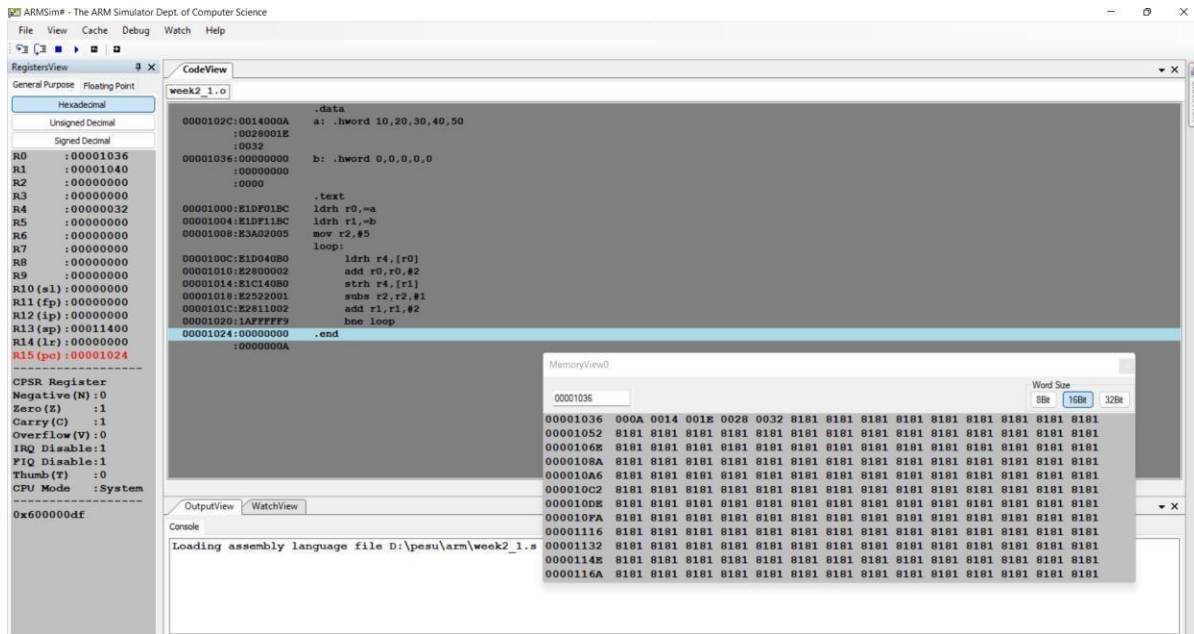 ARMSim# - The ARM Simulator Dept. of Computer Science
File View Cache Debug Watch Help
RegistersView
General Purpose Floating Point
Hexadecimal
Unsigned Decimal
Signed Decimal
R0 :00001036
R1 :00001040
R2 :00000000
R3 :00000000
R4 :00000032
R5 :00000000
R6 :00000000
R7 :00000000
R8 :00000000
R9 :00000000
R10(sl):00000000
R11(fp):00000000
R12(ip):00000000
R13(sp):00011400
R14(lr):00000000
R15(pc):00001024
CPSR Register
Negative(N):0
Zero(Z) :1
Carry(C) :1
Overflow(V):0
IRQ Disable:1
FIQ Disable:1
Thumb(T) :0
CPU Mode :System
0x600000df
CodeView
week2_1.o
.data
0000102C:0014000A a: .hword 10,20,30,40,50
:0028001E
:0032
00001036:00000000 b: .hword 0,0,0,0,0
:00000000
:0000
.text
00001000:E1DF01BC ldrh r0,=a
00001004:E1DF11BC ldrh r1,=b
00001008:E3A02005 mov r2,#5
loop:
0000100C:E1D040B0 ldrh r4,[r0]
00001010:E2800002 add r0,r0,#2
00001014:E1C140B0 strh r4,[r1]
00001018:E2522001 subs r2,r2,#1
0000101C:E2811002 add r1,r1,#2
00001020:1AFFFFF9 bne loop
00001024:00000000 .end
:0000000A
MemoryView0
00001036
Word Size
8Bit 16Bit 32Bit
00001036 000A 0014 001E 0028 0032 8181 8181 8181 8181 8181 8181 8181 8181 8181
00001052 8181 8181 8181 8181 8181 8181 8181 8181 8181 8181 8181 8181 8181 8181
0000106E 8181 8181 8181 8181 8181 8181 8181 8181 8181 8181 8181 8181 8181 8181
0000108A 8181 8181 8181 8181 8181 8181 8181 8181 8181 8181 8181 8181 8181 8181
000010A6 8181 8181 8181 8181 8181 8181 8181 8181 8181 8181 8181 8181 8181 8181
000010C2 8181 8181 8181 8181 8181 8181 8181 8181 8181 8181 8181 8181 8181 8181
000010DE 8181 8181 8181 8181 8181 8181 8181 8181 8181 8181 8181 8181 8181 8181
000010FA 8181 8181 8181 8181 8181 8181 8181 8181 8181 8181 8181 8181 8181 8181
00001116 8181 8181 8181 8181 8181 8181 8181 8181 8181 8181 8181 8181 8181 8181
00001132 8181 8181 8181 8181 8181 8181 8181 8181 8181 8181 8181 8181 8181 8181
0000114E 8181 8181 8181 8181 8181 8181 8181 8181 8181 8181 8181 8181 8181 8181
0000116A 8181 8181 8181 8181 8181 8181 8181 8181 8181 8181 8181 8181 8181 8181
OutputView WatchView
Console
Loading assembly language file D:\pesu\arm\week2_1.s